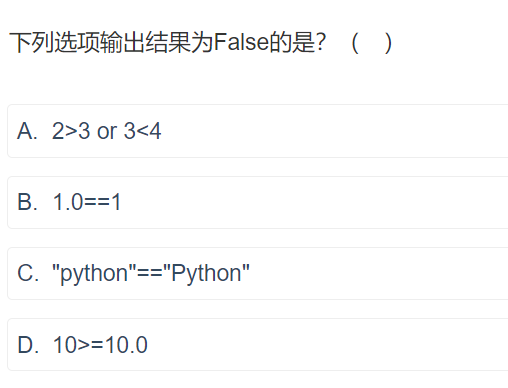 下列选项输出结果为False的是？（ ）
A. 2>3 or 3<4
B. 1.0==1
C. "python"=="Python"
D. 10>=10.0